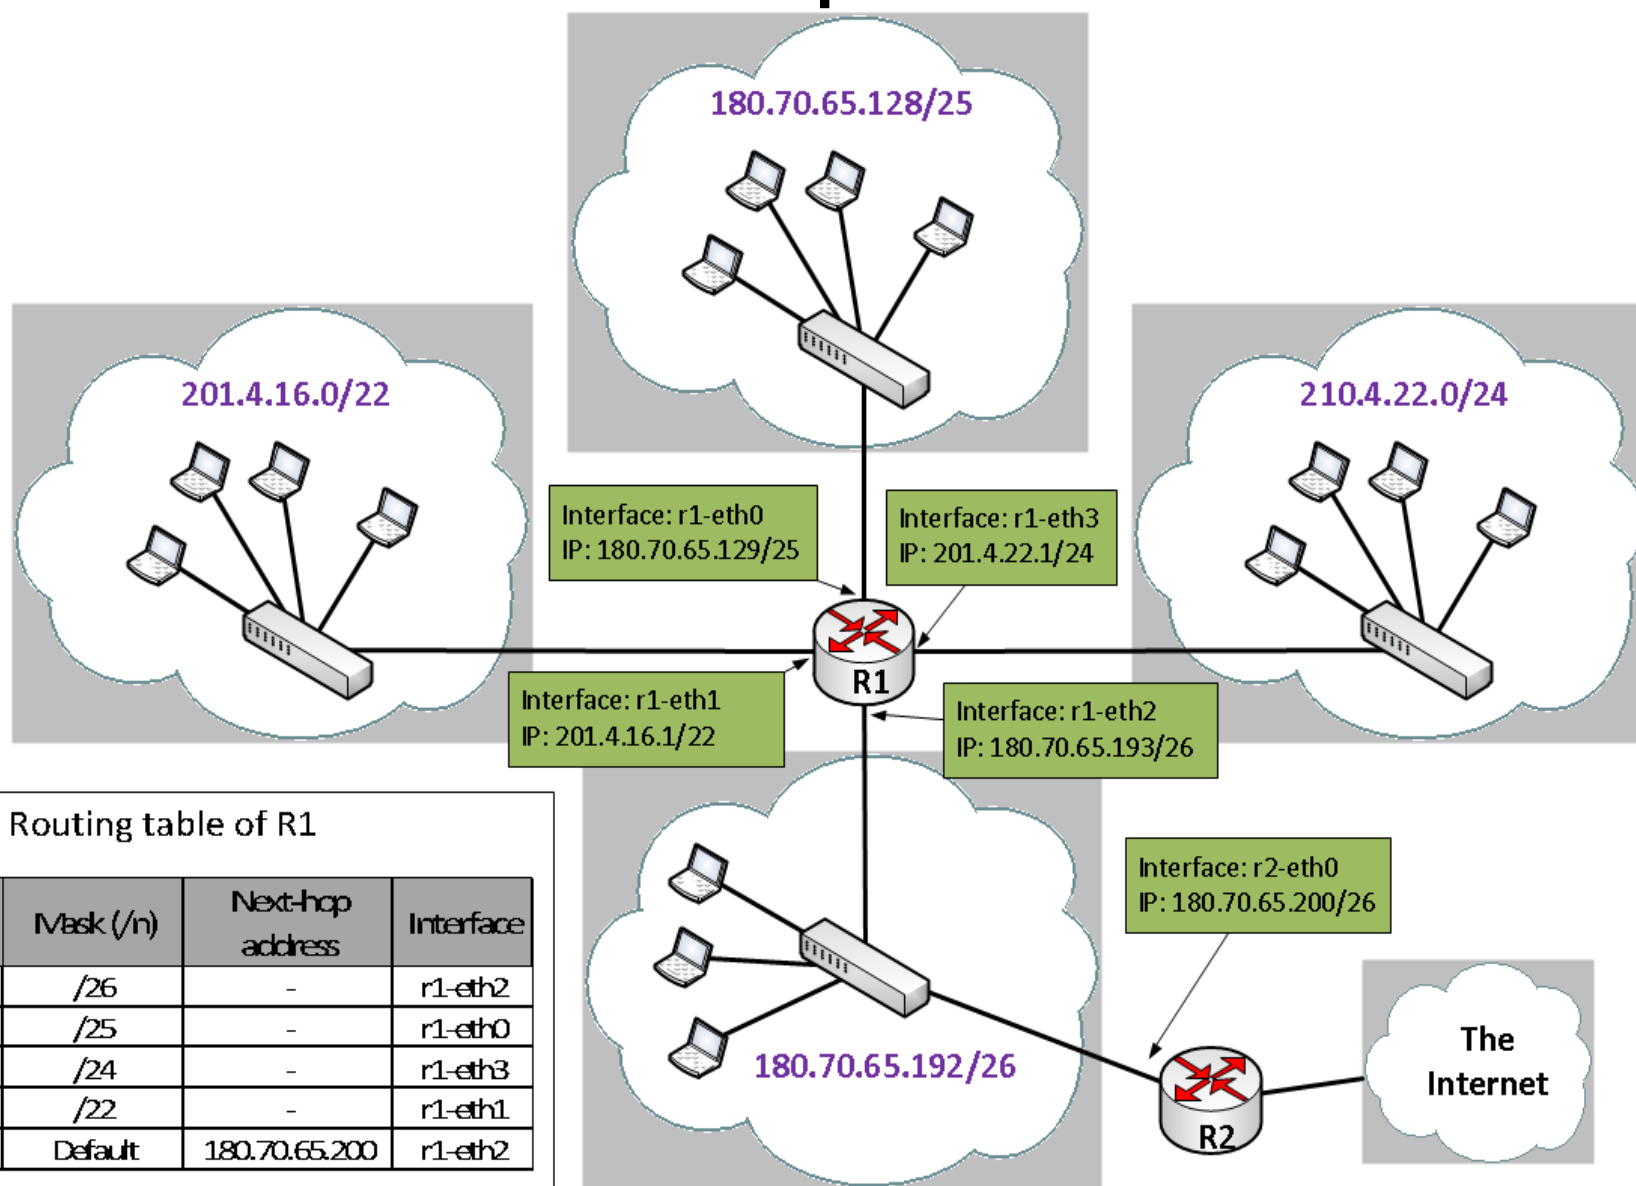 180.70.65.128/25
201.4.16.0/22
210.4.22.0/24
Interface: r1-eth0
IP: 180.70.65.129/25
Interface: r1-eth3
IP: 201.4.22.1/24
R1
Interface: r1-eth1
IP: 201.4.16.1/22
Interface: r1-eth2
IP: 180.70.65.193/26
Routing table of R1
Mask (/n) Next-hop address Interface
/26 - r1-eth2
/25 - r1-eth0
/24 - r1-eth3
/22 - r1-eth1
Default 180.70.65.200 r1-eth2
Interface: r2-eth0
IP: 180.70.65.200/26
180.70.65.192/26
R2
The
Internet